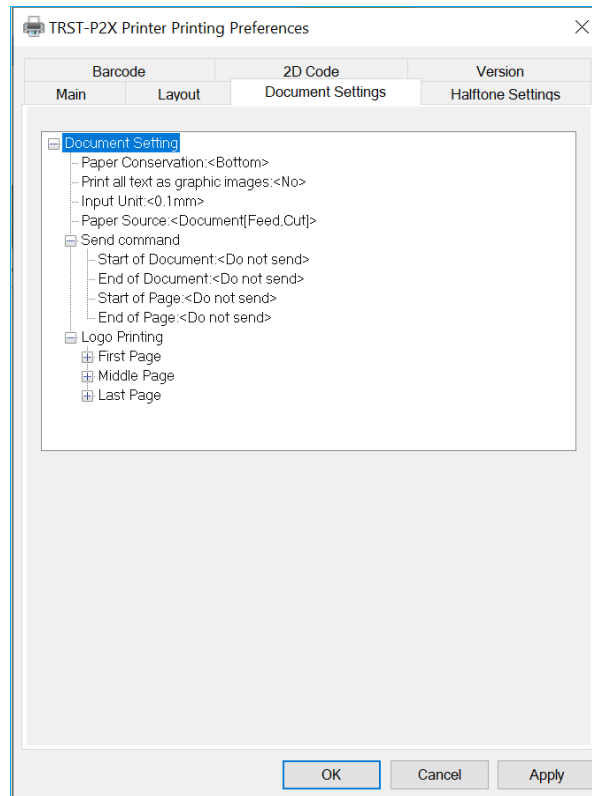 TRST-P2X Printer Printing Preferences
Barcode 2D Code Version
Main Layout Document Settings Halftone Settings
Document Setting
Paper Conservation:<Bottom>
Print all text as graphic images:<No>
Input Unit:<0.1mm>
Paper Source:<Document[Feed,Cut]>
Send command
Start of Document:<Do not send>
End of Document:<Do not send>
Start of Page:<Do not send>
End of Page:<Do not send>
Logo Printing
First Page
Middle Page
Last Page
OK Cancel Apply